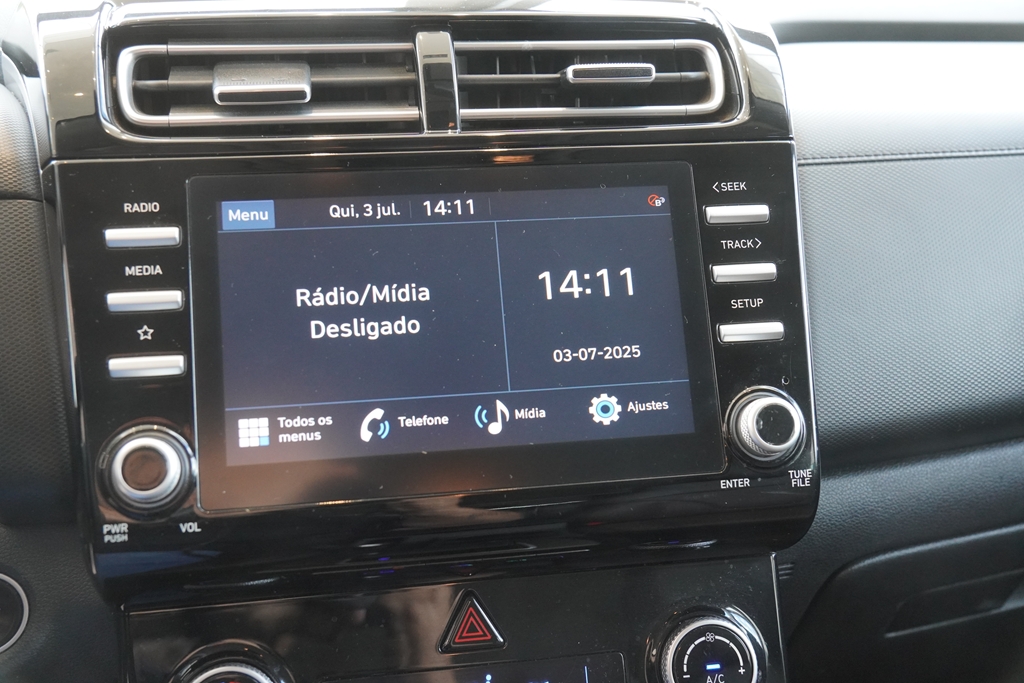 RADIO
MEDIA
PWR
PUSH
VOL
Menu
Qui, 3 jul.
14:11
Rádio/Mídia
Desligado
14:11
03-07-2025
Todos os
menus
Telefone
Mídia
Ajustes
<SEEK
TRACK>
SETUP
ENTER
TUNE
FILE
A/C